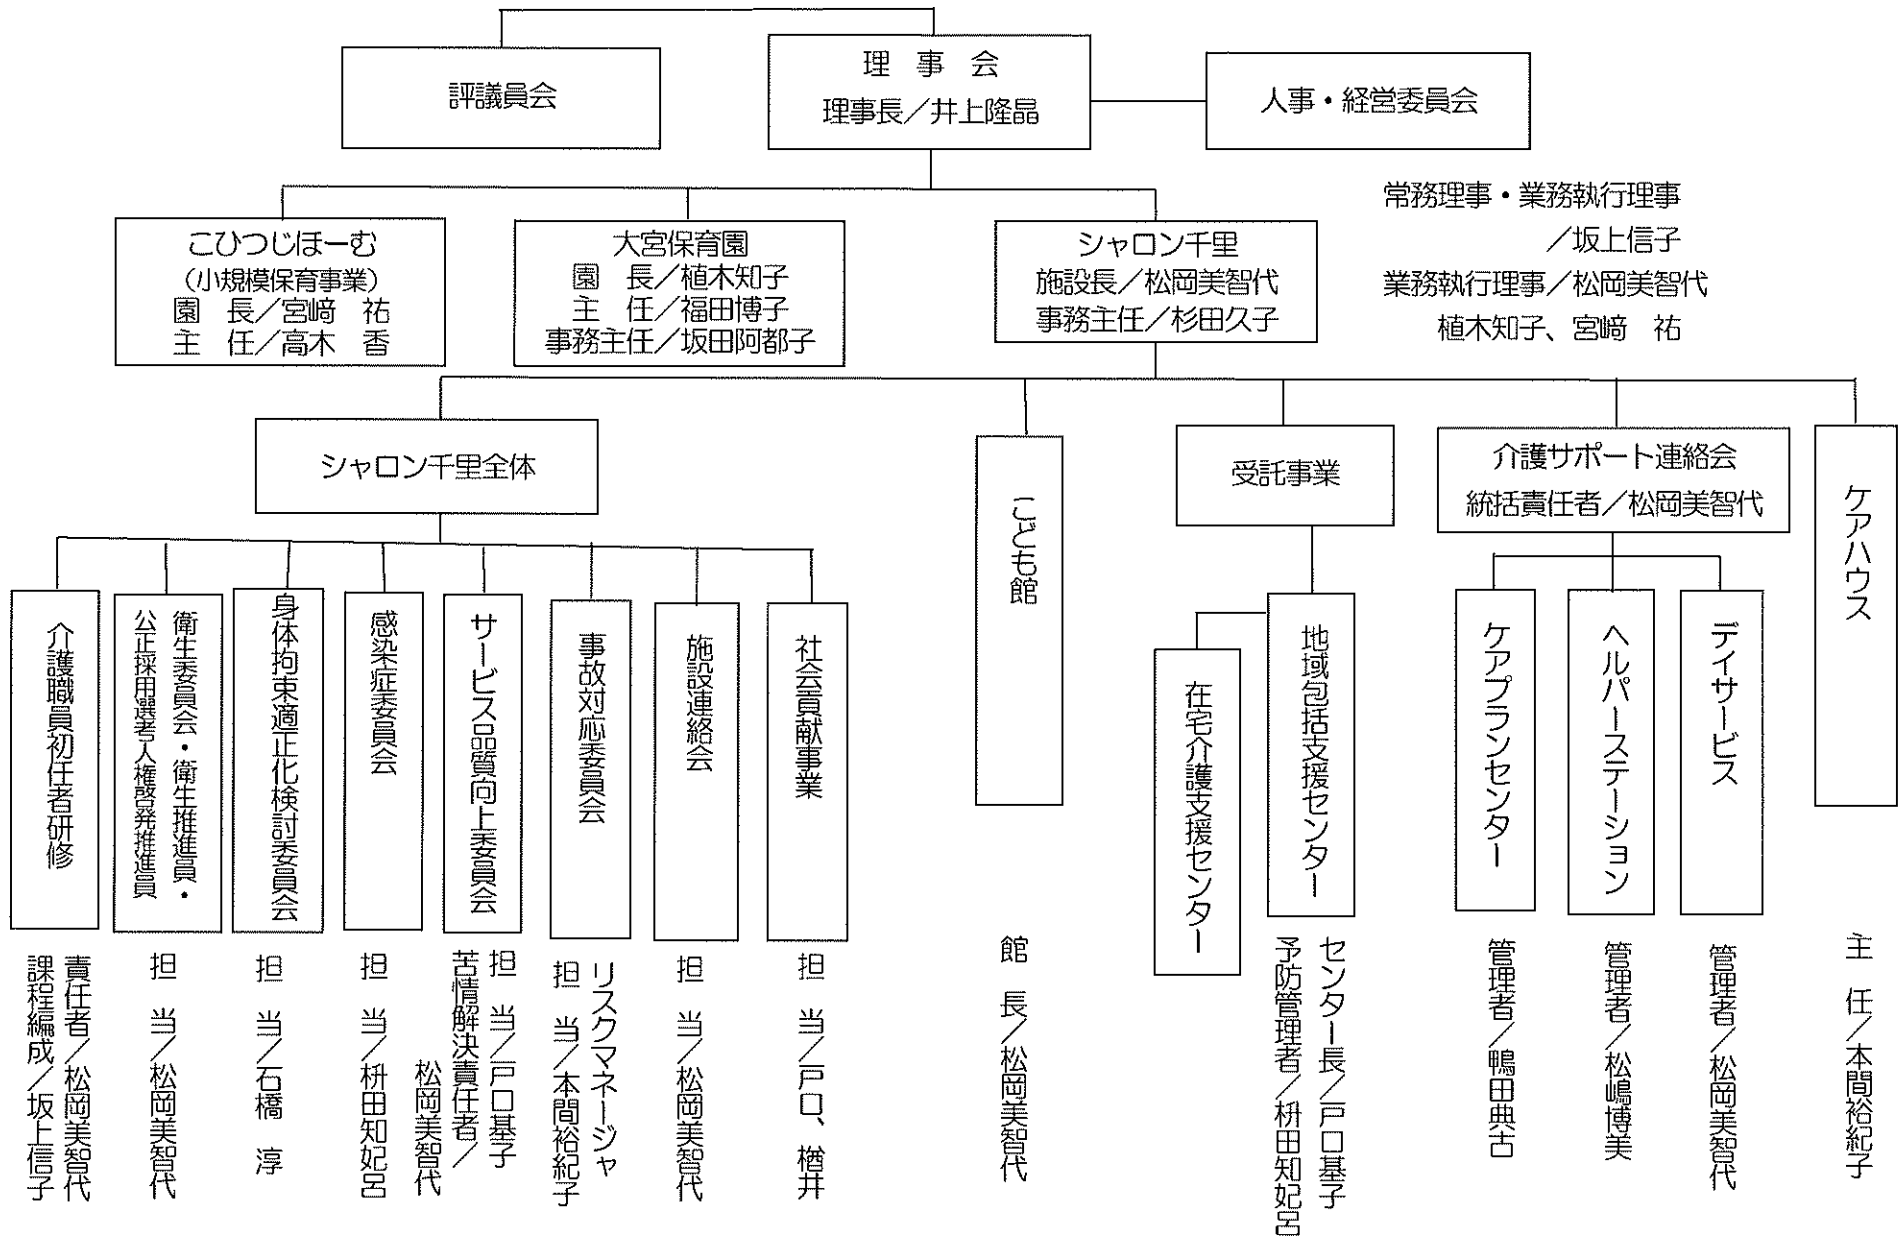 評議員会
理　事　会
理事長／井上隆晶
人事・経営委員会
常務理事・業務執行理事
／坂上信子
業務執行理事／松岡美智代
植木知子、宮﨑　祐
こひつじほーむ
（小規模保育事業）
園　長／宮﨑　祐
主　任／高木　香
大宮保育園
園　長／植木知子
主　任／福田博子
事務主任／坂田阿都子
シャロン千里
施設長／松岡美智代
事務主任／杉田久子
シャロン千里全体
こども館
館　長／松岡美智代
受託事業
介護サポート連絡会
統括責任者／松岡美智代
ケアハウス
主　任／本間裕紀子
介護職員初任者研修
責任者／松岡美智代
課程編成／坂上信子
衛生委員会・衛生推進員・
公正採用選考人権啓発推進員
担　当／松岡美智代
身体拘束適正化検討委員会
担　当／石橋　淳
感染症委員会
担　当／枡田知妃呂
サービス品質向上委員会
担　当／戸口基子
苦情解決責任者／
松岡美智代
事故対応委員会
リスクマネージャ
担　当／本間裕紀子
施設連絡会
担　当／松岡美智代
社会貢献事業
担　当／戸口、楢井
在宅介護支援センター
地域包括支援センター
センター長／戸口基子
予防管理者／枡田知妃呂
ケアプランセンター
管理者／鴨田典古
ヘルパーステーション
管理者／松嶋博美
デイサービス
管理者／松岡美智代